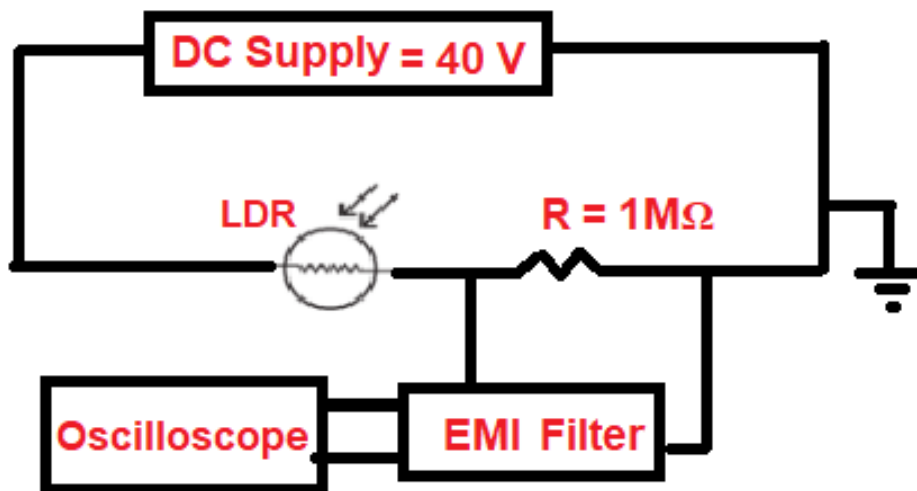 DC Supply = 40 V
LDR
R = 1MΩ
Oscilloscope
EMI Filter